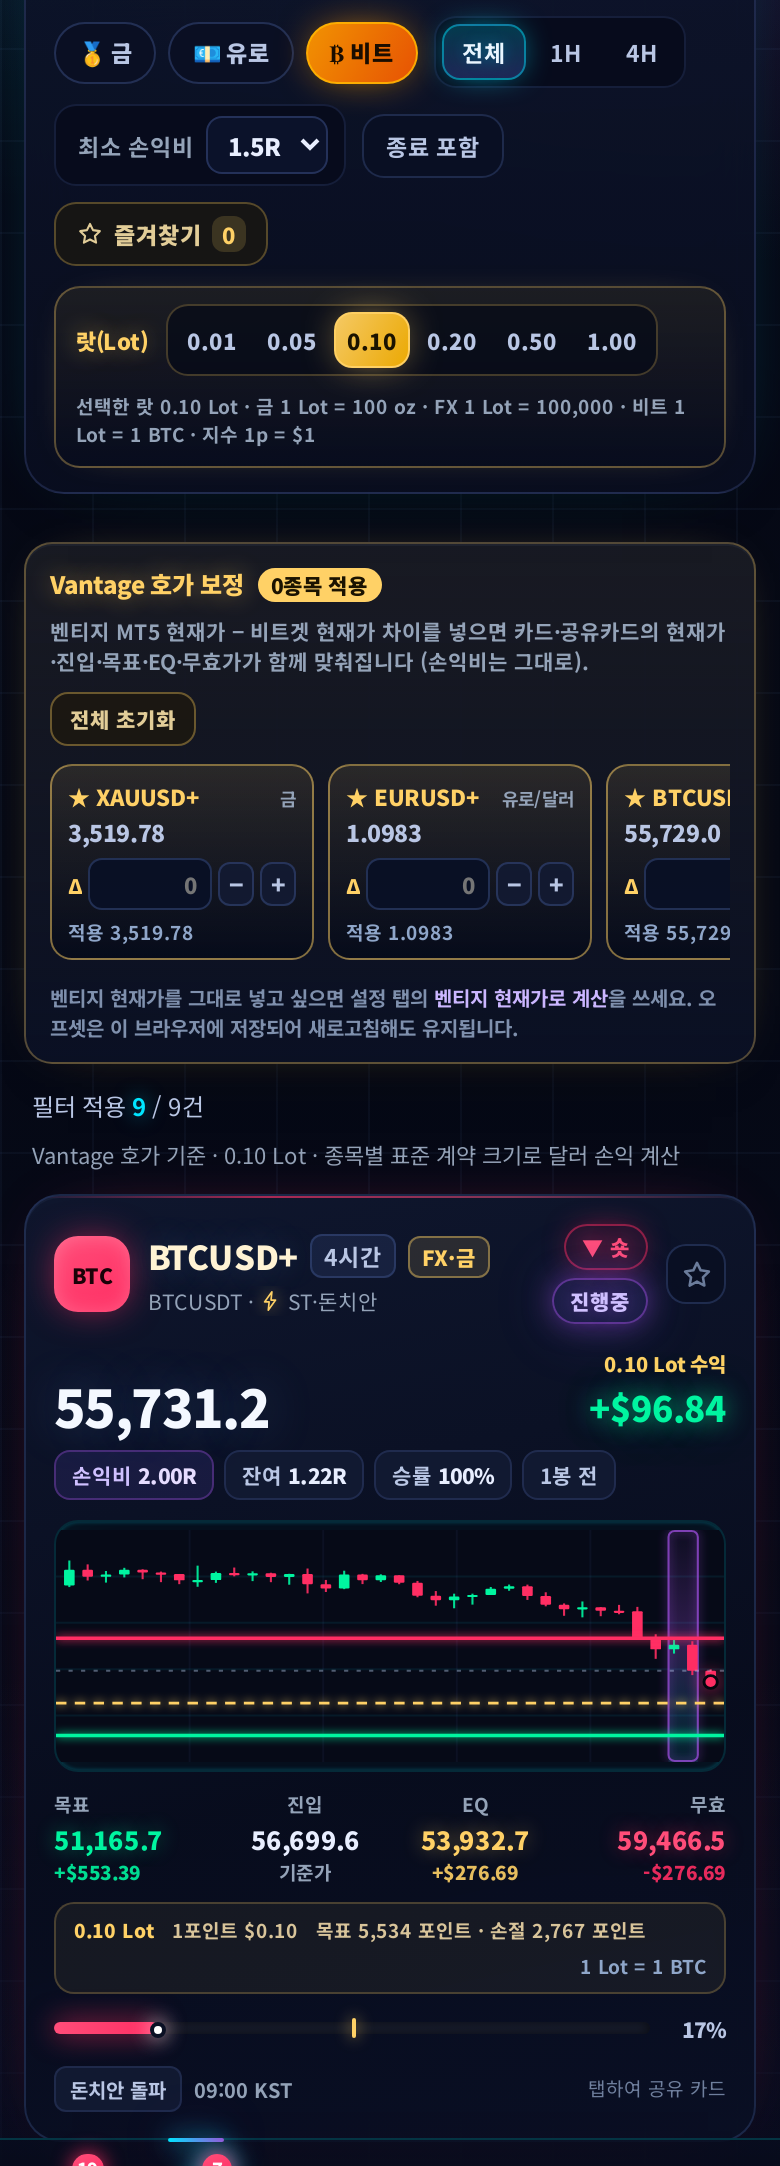 🥇 금 💶 유로 ₿ 비트 전체 1H 4H
최소 손익비 1.5R 종료 포함
즐겨찾기 0
랏(Lot) 0.01 0.05 0.10 0.20 0.50 1.00
선택한 랏 0.10 Lot · 금 1 Lot = 100 oz · FX 1 Lot = 100,000 · 비트 1
Lot = 1 BTC · 지수 1p = $1
Vantage 호가 보정 0종목 적용
벤티지 MT5 현재가 − 비트겟 현재가 차이를 넣으면 카드·공유카드의 현재가
·진입·목표·EQ·무효가가 함께 맞춰집니다 (손익비는 그대로).
전체 초기화
★ XAUUSD+ 금
3,519.78
Δ 0 − +
적용 3,519.78
★ EURUSD+ 유로/달러
1.0983
Δ 0 − +
적용 1.0983
★ BTCUS
55,729.0
Δ
적용 55,729
벤티지 현재가를 그대로 넣고 싶으면 설정 탭의 벤티지 현재가로 계산을 쓰세요. 오
프셋은 이 브라우저에 저장되어 새로고침해도 유지됩니다.
필터 적용 9 / 9건
Vantage 호가 기준 · 0.10 Lot · 종목별 표준 계약 크기로 달러 손익 계산
BTC BTCUSD+ 4시간 FX·금 ▼ 숏
BTCUSDT · ST·돈치안 진행중
0.10 Lot 수익
55,731.2 +$96.84
손익비 2.00R 잔여 1.22R 승률 100% 1봉 전
목표 진입 EQ 무효
51,165.7 56,699.6 53,932.7 59,466.5
+$553.39 기준가 +$276.69 -$276.69
0.10 Lot 1포인트 $0.10 목표 5,534 포인트 · 손절 2,767 포인트
1 Lot = 1 BTC
17%
돈치안 돌파 09:00 KST 탭하여 공유 카드